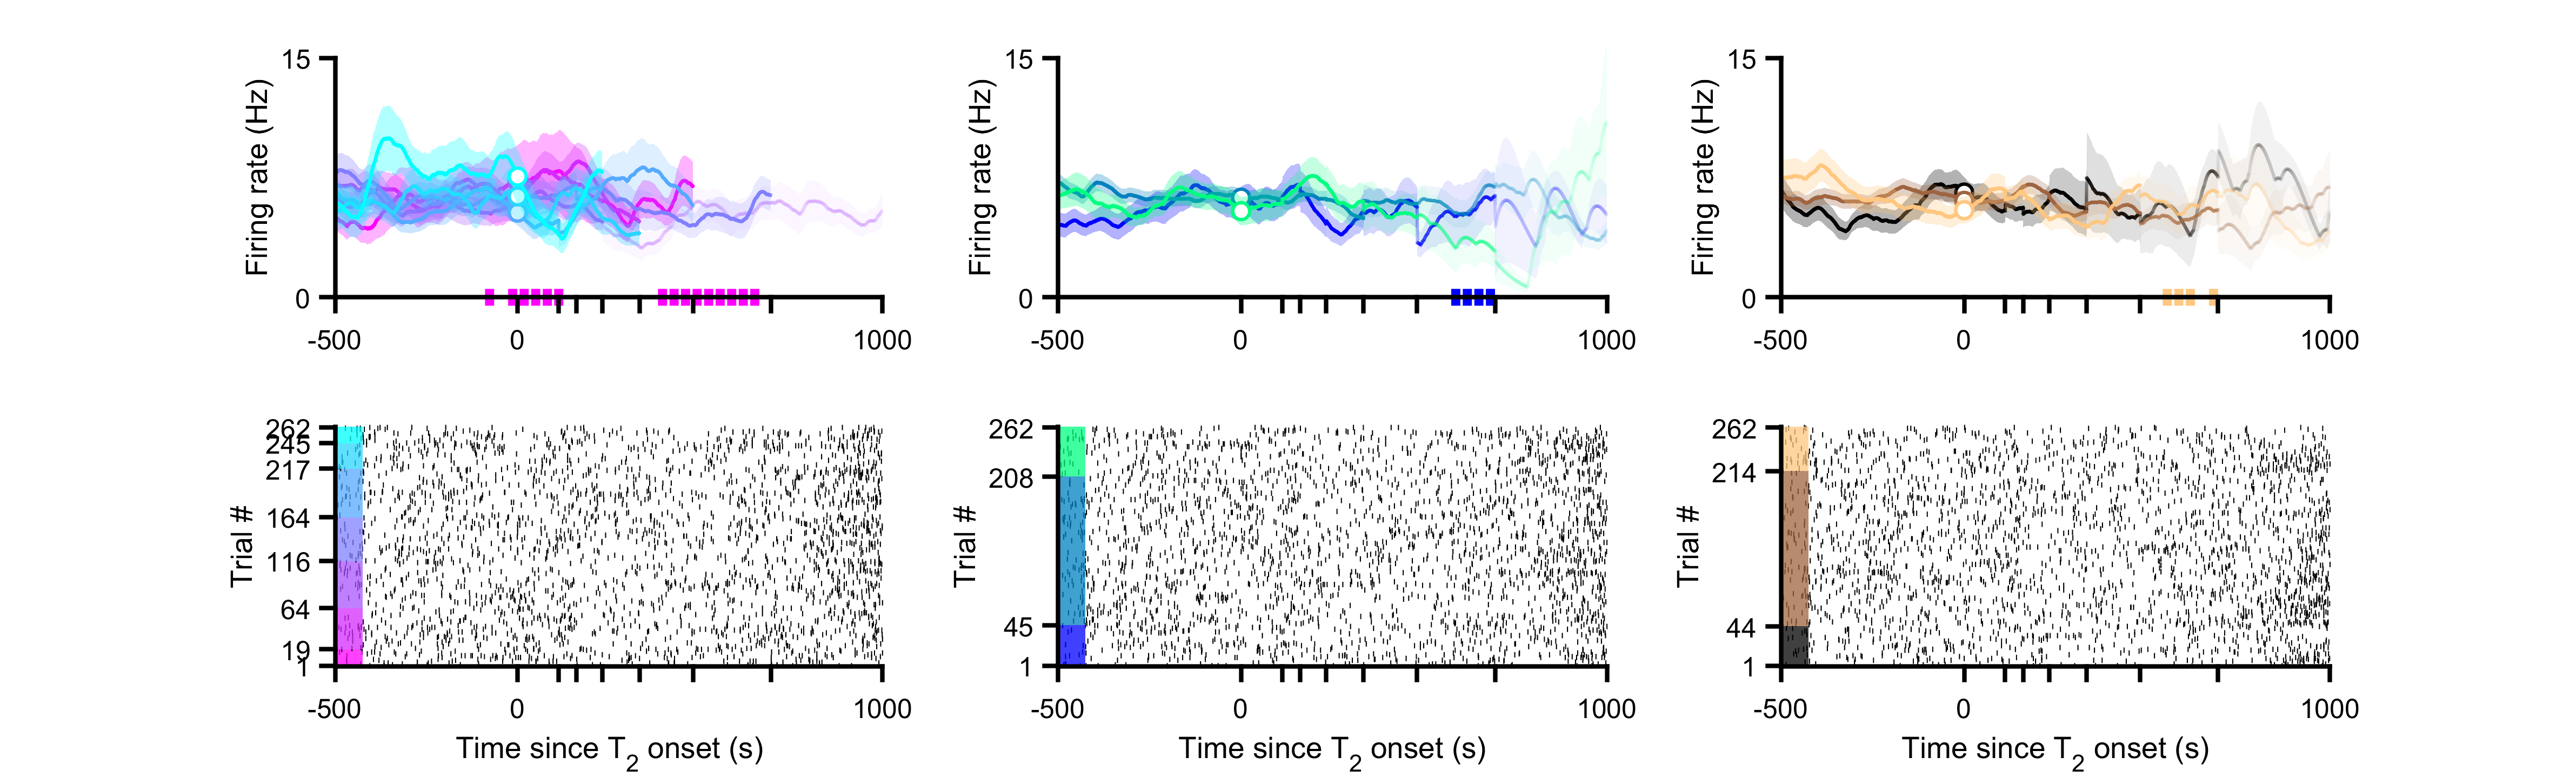 15
Firing rate (Hz)
0
-500 0 1000
15
Firing rate (Hz)
0
-500 0 1000
15
Firing rate (Hz)
0
-500 0 1000
262
245
217
164
116
64
19
1
Trial #
-500 0 1000
Time since T2 onset (s)
262
208
45
1
Trial #
-500 0 1000
Time since T2 onset (s)
262
214
44
1
Trial #
-500 0 1000
Time since T2 onset (s)